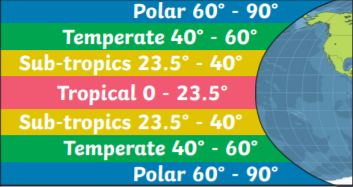 Polar 60° - 90°
Temperate 40° - 60°
Sub-tropics 23.5° - 40°
Tropical 0 - 23.5°
Sub-tropics 23.5° - 40°
Temperate 40° - 60°
Polar 60° - 90°